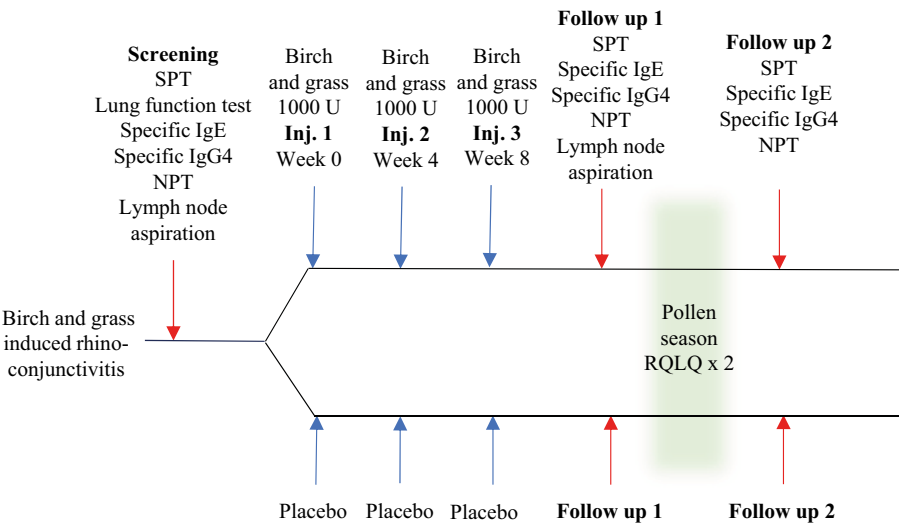 Screening
SPT
Lung function test
Specific IgE
Specific IgG4
NPT
Lymph node
aspiration
Birch
and grass
1000 U
Inj. 1
Week 0
Birch
and grass
1000 U
Inj. 2
Week 4
Birch
and grass
1000 U
Inj. 3
Week 8
Follow up 1
SPT
Specific IgE
Specific IgG4
NPT
Lymph node
aspiration
Follow up 2
SPT
Specific IgE
Specific IgG4
NPT
Birch and grass
induced rhino-
conjunctivitis
Pollen
season
RQLQ x 2
Placebo
Placebo
Placebo
Follow up 1
Follow up 2